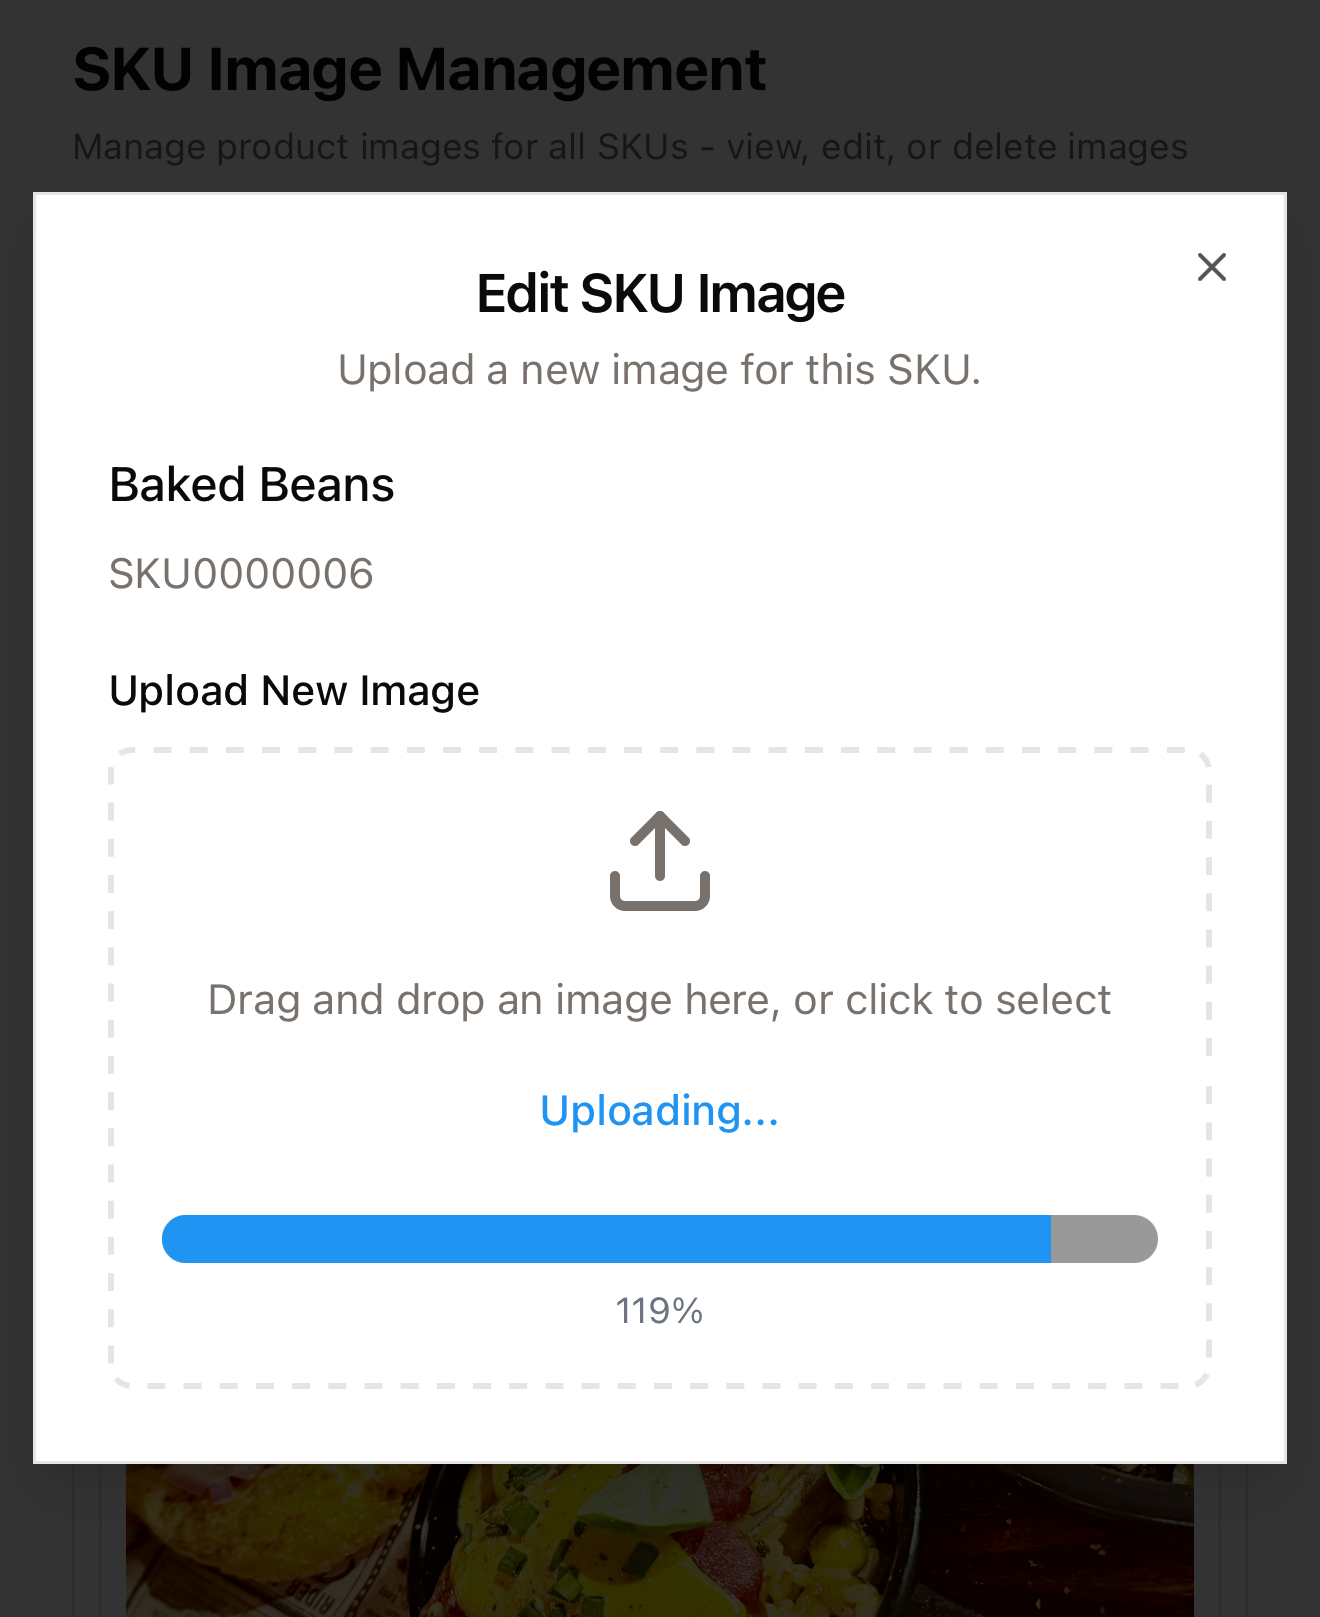 SKU Image Management
Manage product images for all SKUs - view, edit, or delete images
Edit SKU Image
Upload a new image for this SKU.
Baked Beans
SKU0000006
Upload New Image
Drag and drop an image here, or click to select
Uploading...
119%
RIDER